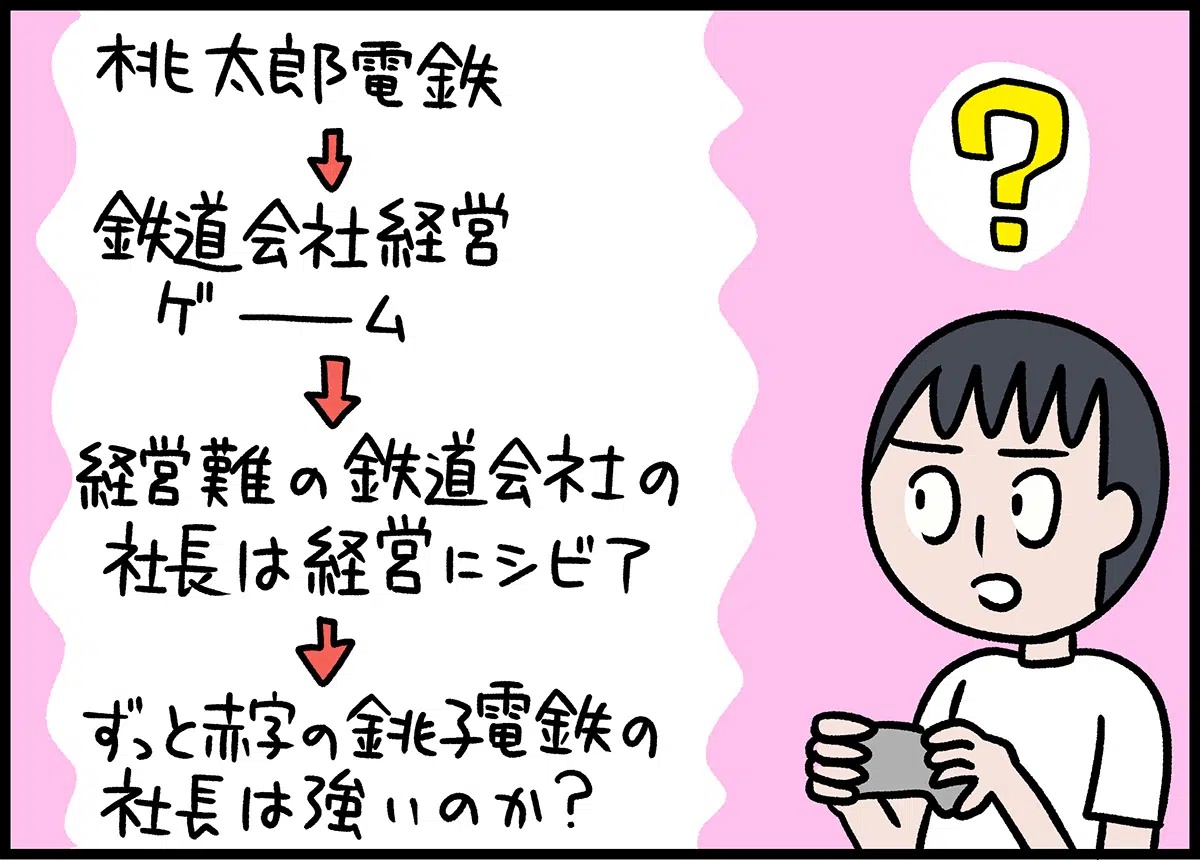 桃太郎電鉄
鉄道会社経営
ゲーム
経営難の鉄道会社の
社長は経営にシビア
ずっと赤字の銚子電鉄の
社長は強いのか?
?